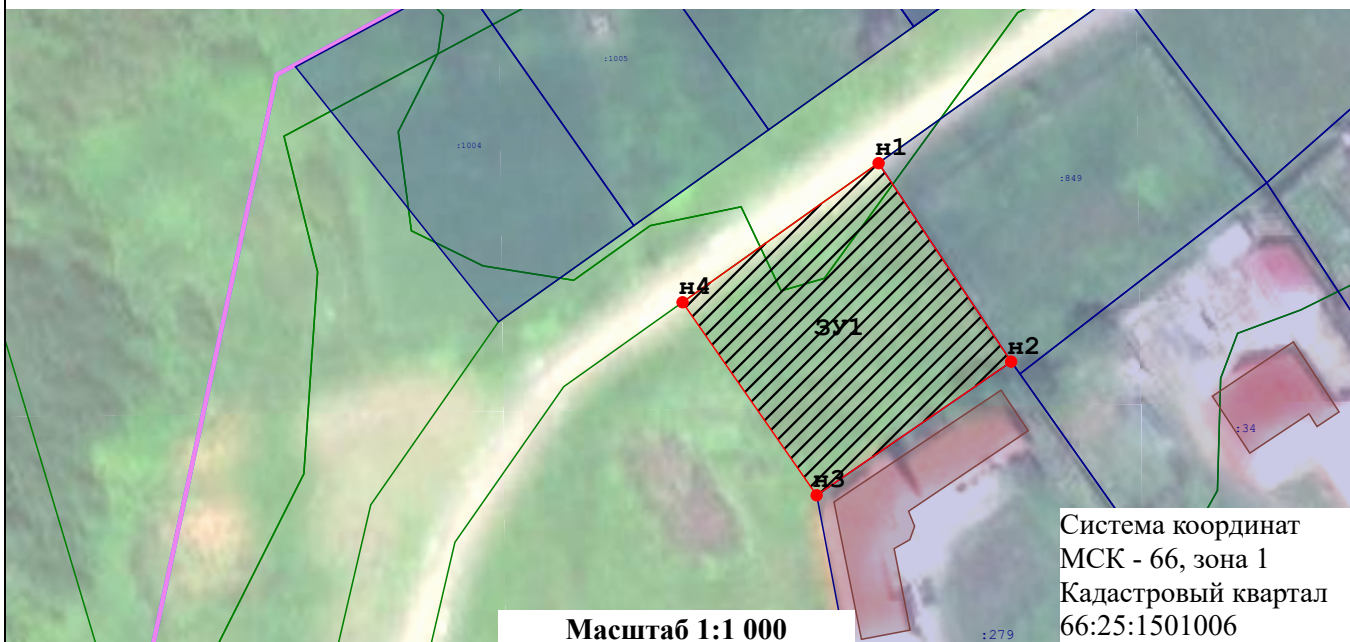 :1005
:1004
н1
:849
н4
ЗУ1
н2
:34
н3
Система координат
МСК - 66, зона 1
Кадастровый квартал
66:25:1501006
Масштаб 1:1 000
:279